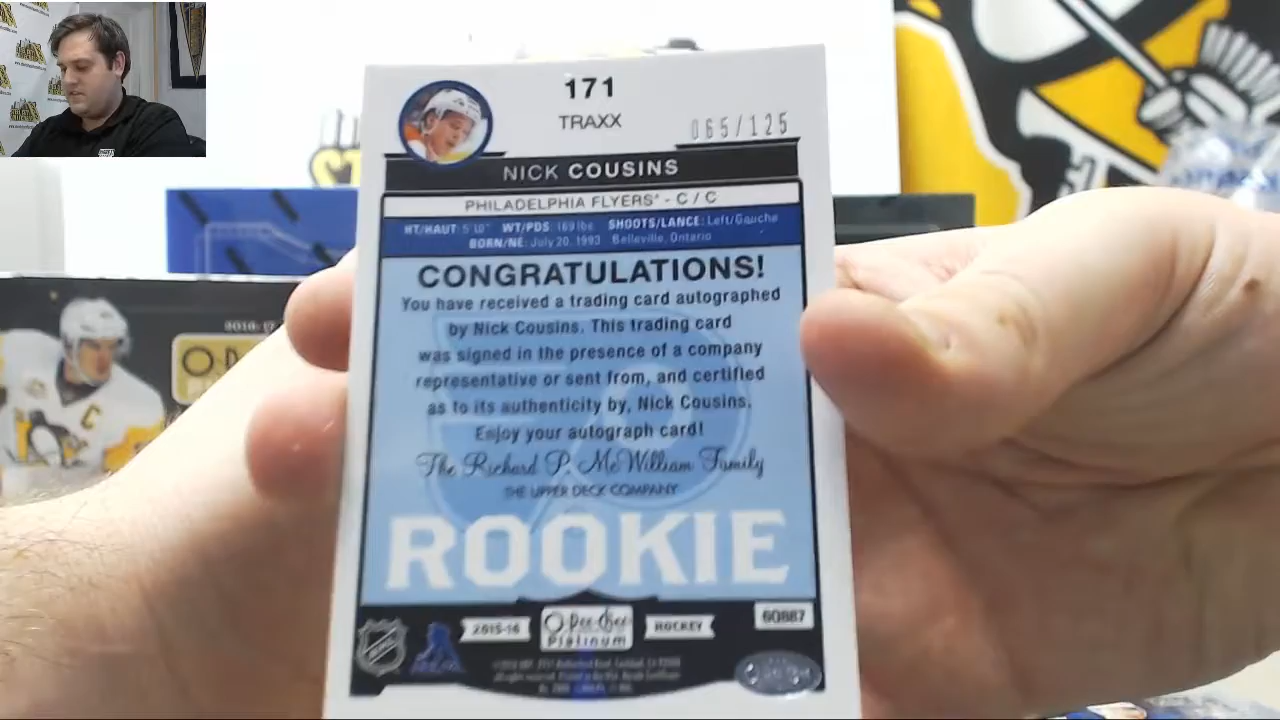 171
TRAXX
065/125
NICK COUSINS
PHILADELPHIA FLYERS® - C / C
HT/HAUT: 5'10" WT/PDS: 169 lbs SHOOTS/LANCE: Left/Gauche
BORN/NÉ: July 20, 1993 Belleville, Ontario
CONGRATULATIONS!
You have received a trading card autographed
by Nick Cousins. This trading card
was signed in the presence of a company
representative or sent from, and certified
as to its authenticity by, Nick Cousins.
Enjoy your autograph card!
The Richard P. McWilliam Family
THE UPPER DECK COMPANY
ROOKIE
2015-16
O-Pee-Chee
Platinum
HOCKEY
60887
NHL
2016-17